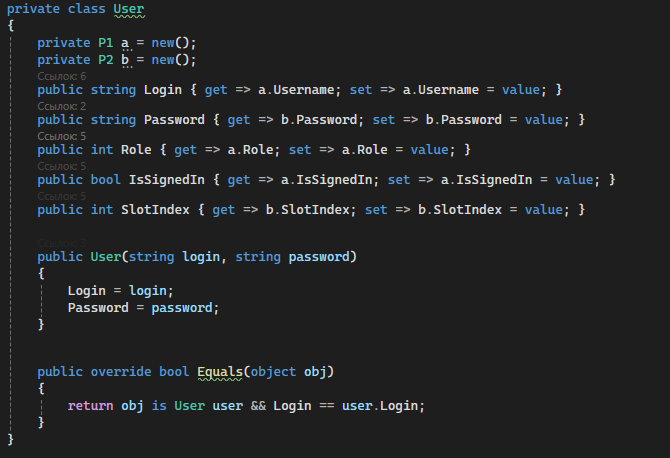 private class User
{
private P1 a = new();
private P2 b = new();
Ссылок: 6
public string Login { get => a.Username; set => a.Username = value; }
Ссылок: 2
public string Password { get => b.Password; set => b.Password = value; }
Ссылок: 5
public int Role { get => a.Role; set => a.Role = value; }
Ссылок: 5
public bool IsSignedIn { get => a.IsSignedIn; set => a.IsSignedIn = value; }
Ссылок: 5
public int SlotIndex { get => b.SlotIndex; set => b.SlotIndex = value; }
public User(string login, string password)
{
Login = login;
Password = password;
}
public override bool Equals(object obj)
{
return obj is User user && Login == user.Login;
}
}